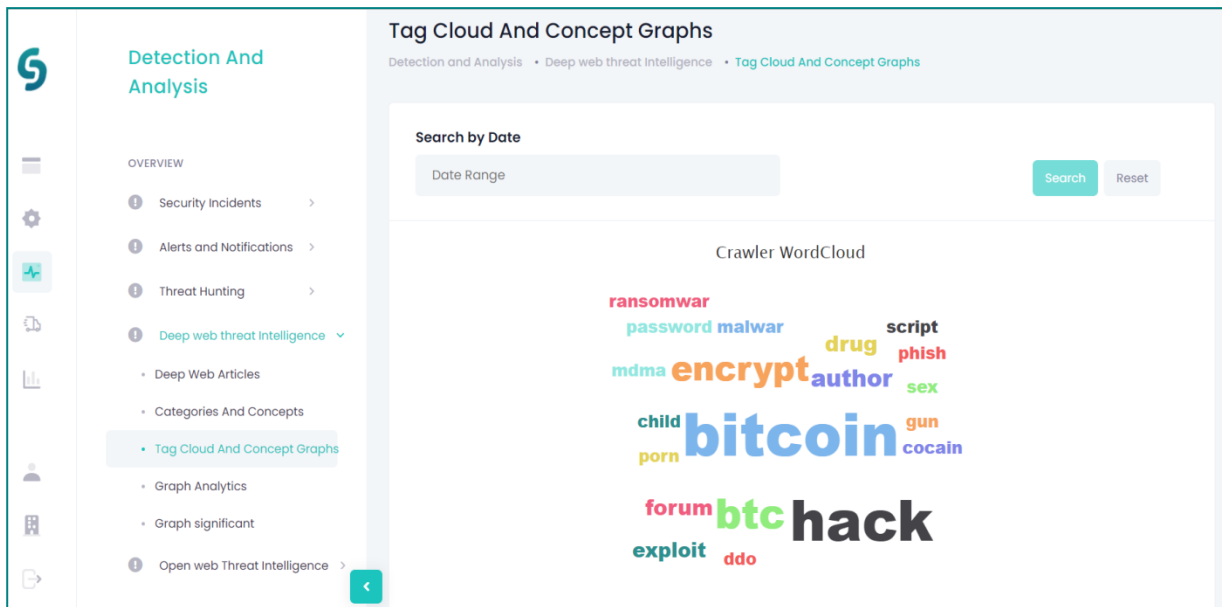 Detection And
Analysis
OVERVIEW
Security Incidents
Alerts and Notifications
Threat Hunting
Deep web threat Intelligence
Deep Web Articles
Categories And Concepts
Tag Cloud And Concept Graphs
Graph Analytics
Graph significant
Open web Threat Intelligence
Tag Cloud And Concept Graphs
Detection and Analysis • Deep web threat Intelligence • Tag Cloud And Concept Graphs
Search by Date
Date Range
Search Reset
Crawler WordCloud
ransomwar
password malwar script
drug phish
mdma encrypt author sex
child bitcoin gun
porn cocain
forum btc hack
exploit ddo